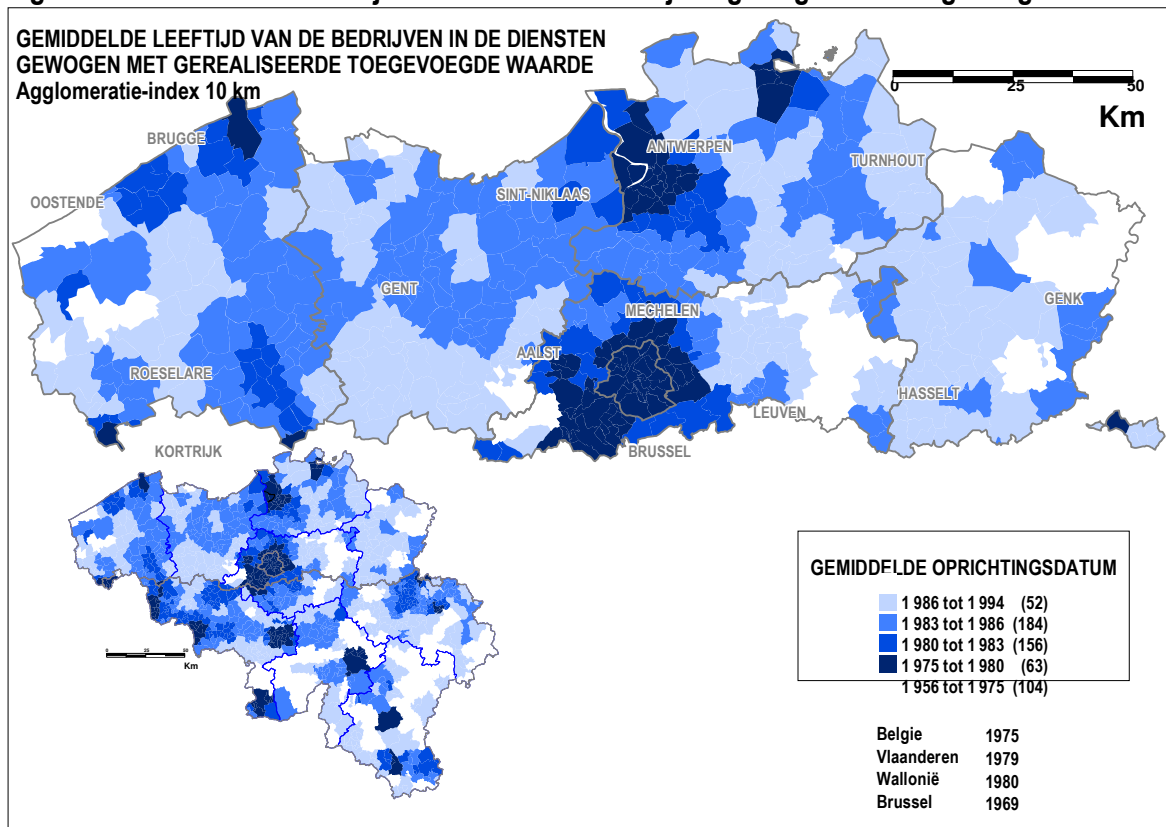 GEMIDDELDE LEEFTIJD VAN DE BEDRIJVEN IN DE DIENSTEN
GEWOGEN MET GEREALISEERDE TOEGEVOEGDE WAARDE
Agglomeratie-index 10 km
0 25 50
Km
BRUGGE
ANTWERPEN
TURNHOUT
OOSTENDE
SINT-NIKLAAS
GENT
GENK
MECHELEN
AALST
ROESELARE
HASSELT
LEUVEN
KORTRIJK
BRUSSEL
0 25 50
Km
GEMIDDELDE OPRICHTINGSDATUM
1 986 tot 1 994 (52)
1 983 tot 1 986 (184)
1 980 tot 1 983 (156)
1 975 tot 1 980 (63)
1 956 tot 1 975 (104)
Belgie 1975
Vlaanderen 1979
Wallonië 1980
Brussel 1969